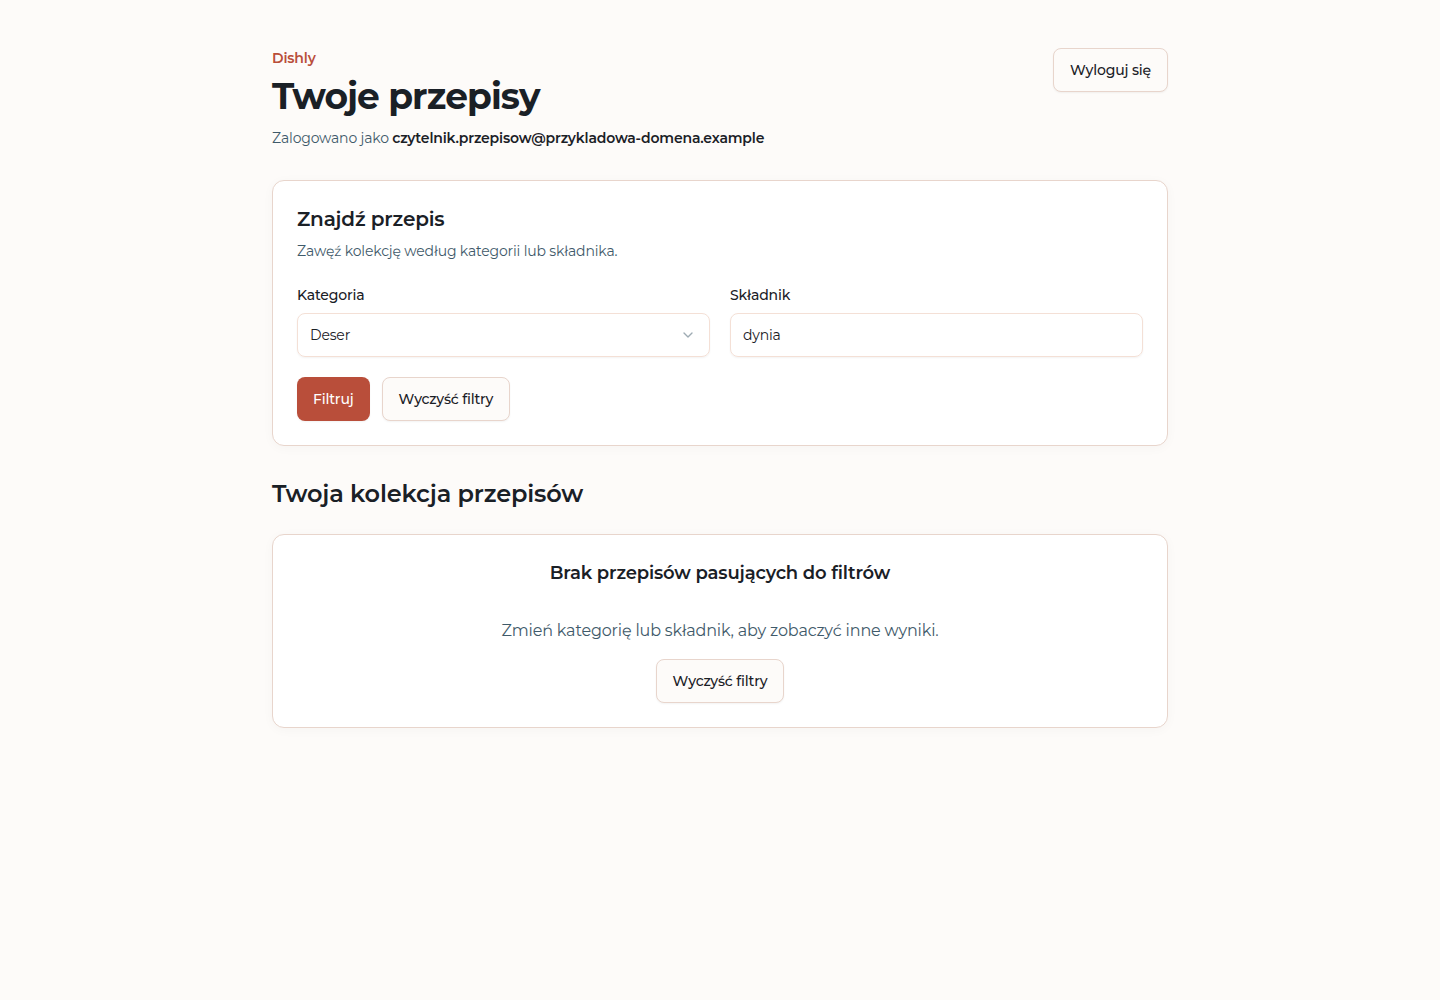 Dishly
Wyloguj się
Twoje przepisy
Zalogowano jako czytelnik.przepisow@przykladowa-domena.example
Znajdź przepis
Zawęź kolekcję według kategorii lub składnika.
Kategoria
Składnik
Deser
dynia
Filtruj
Wyczyść filtry
Twoja kolekcja przepisów
Brak przepisów pasujących do filtrów
Zmień kategorię lub składnik, aby zobaczyć inne wyniki.
Wyczyść filtry